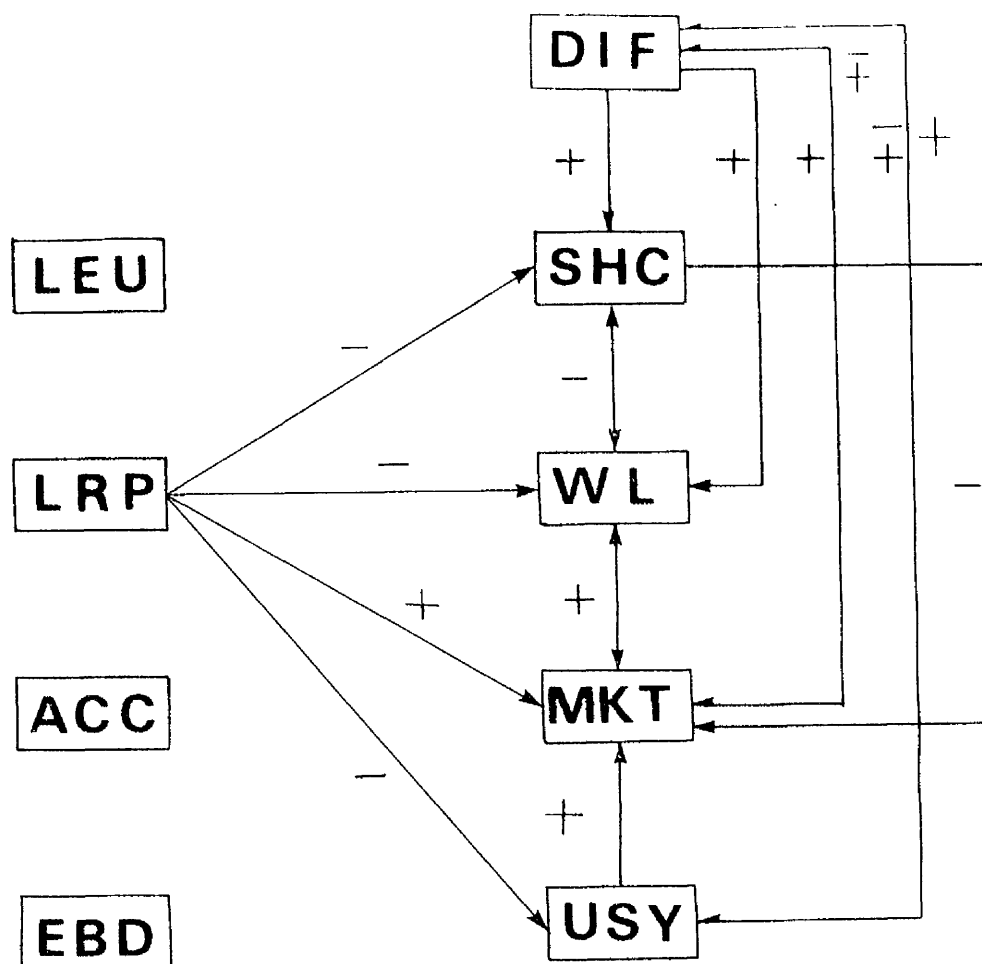 DIF
+
+
+
∓
−
+
+
LEU
SHC
−
−
LRP
−
WL
−
+
+
ACC
MKT
−
+
EBD
USY